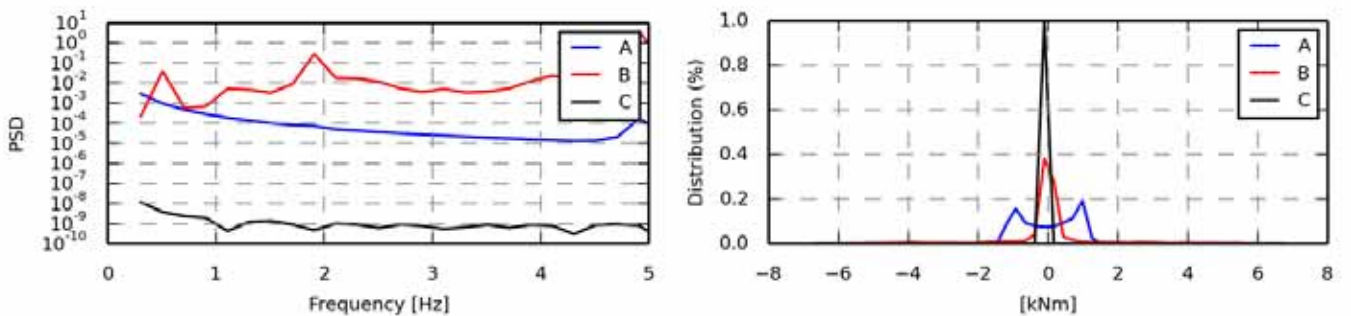 10^1
10^0
10^-1
10^-2
10^-3
10^-4
10^-5
10^-6
10^-7
10^-8
10^-9
10^-10
PSD
0 1 2 3 4 5
Frequency [Hz]
A
B
C
1.0
0.8
0.6
0.4
0.2
0.0
Distribution (%)
−8 −6 −4 −2 0 2 4 6 8
[kNm]
A
B
C